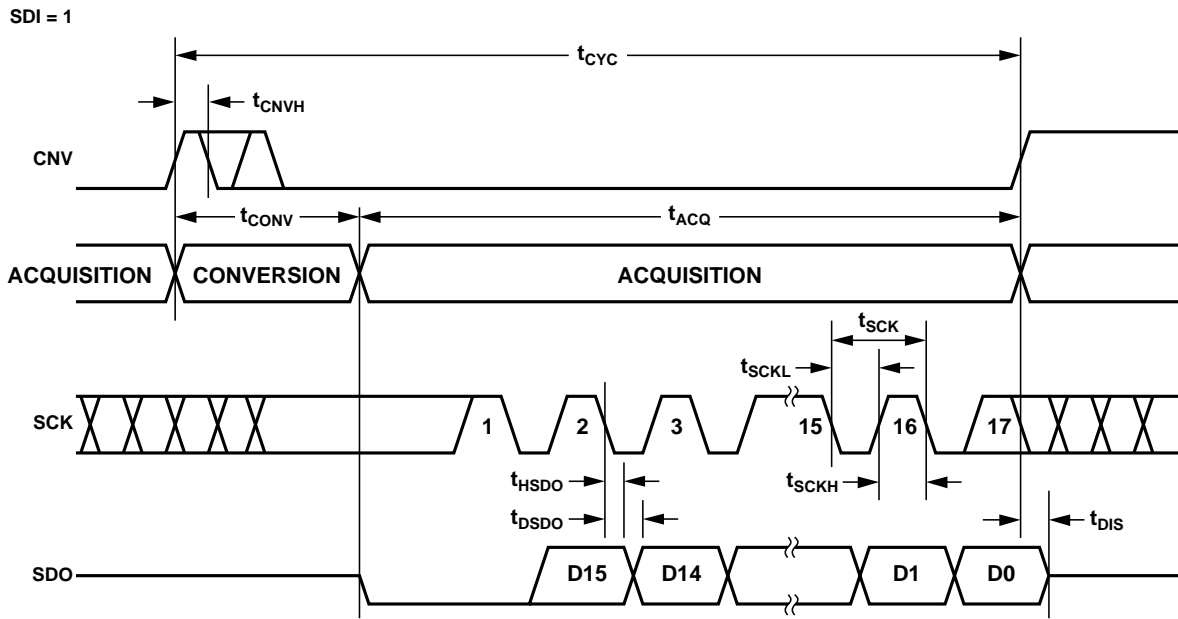 SDI = 1
tCYC
tCNVH
CNV
tCONV
tACQ
ACQUISITION
CONVERSION
ACQUISITION
tSCK
tSCKL
SCK
1
2
3
15
16
17
tHSDO
tSCKH
tDSDO
tDIS
SDO
D15
D14
D1
D0